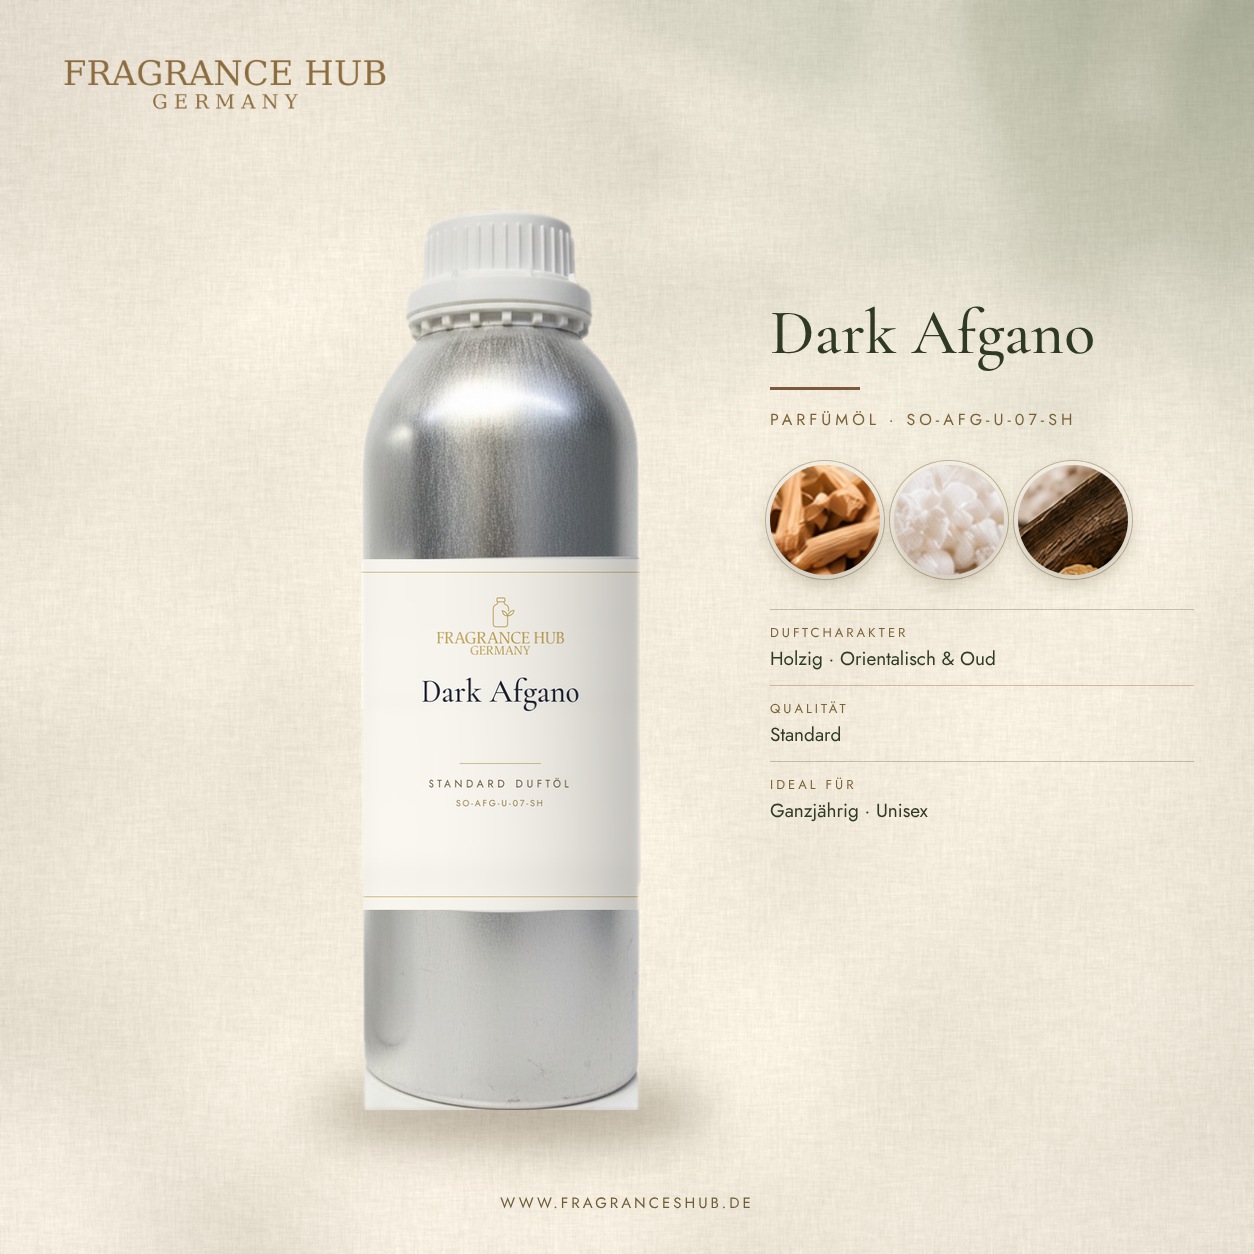 FRAGRANCE HUB
GERMANY
FRAGRANCE HUB
GERMANY
Dark Afgano
STANDARD DUFTÖL
SO-AFG-U-07-SH
Dark Afgano
PARFÜMÖL · SO-AFG-U-07-SH
DUFTCHARAKTER
Holzig · Orientalisch & Oud
QUALITÄT
Standard
IDEAL FÜR
Ganzjährig · Unisex
WWW.FRAGRANCESHUB.DE